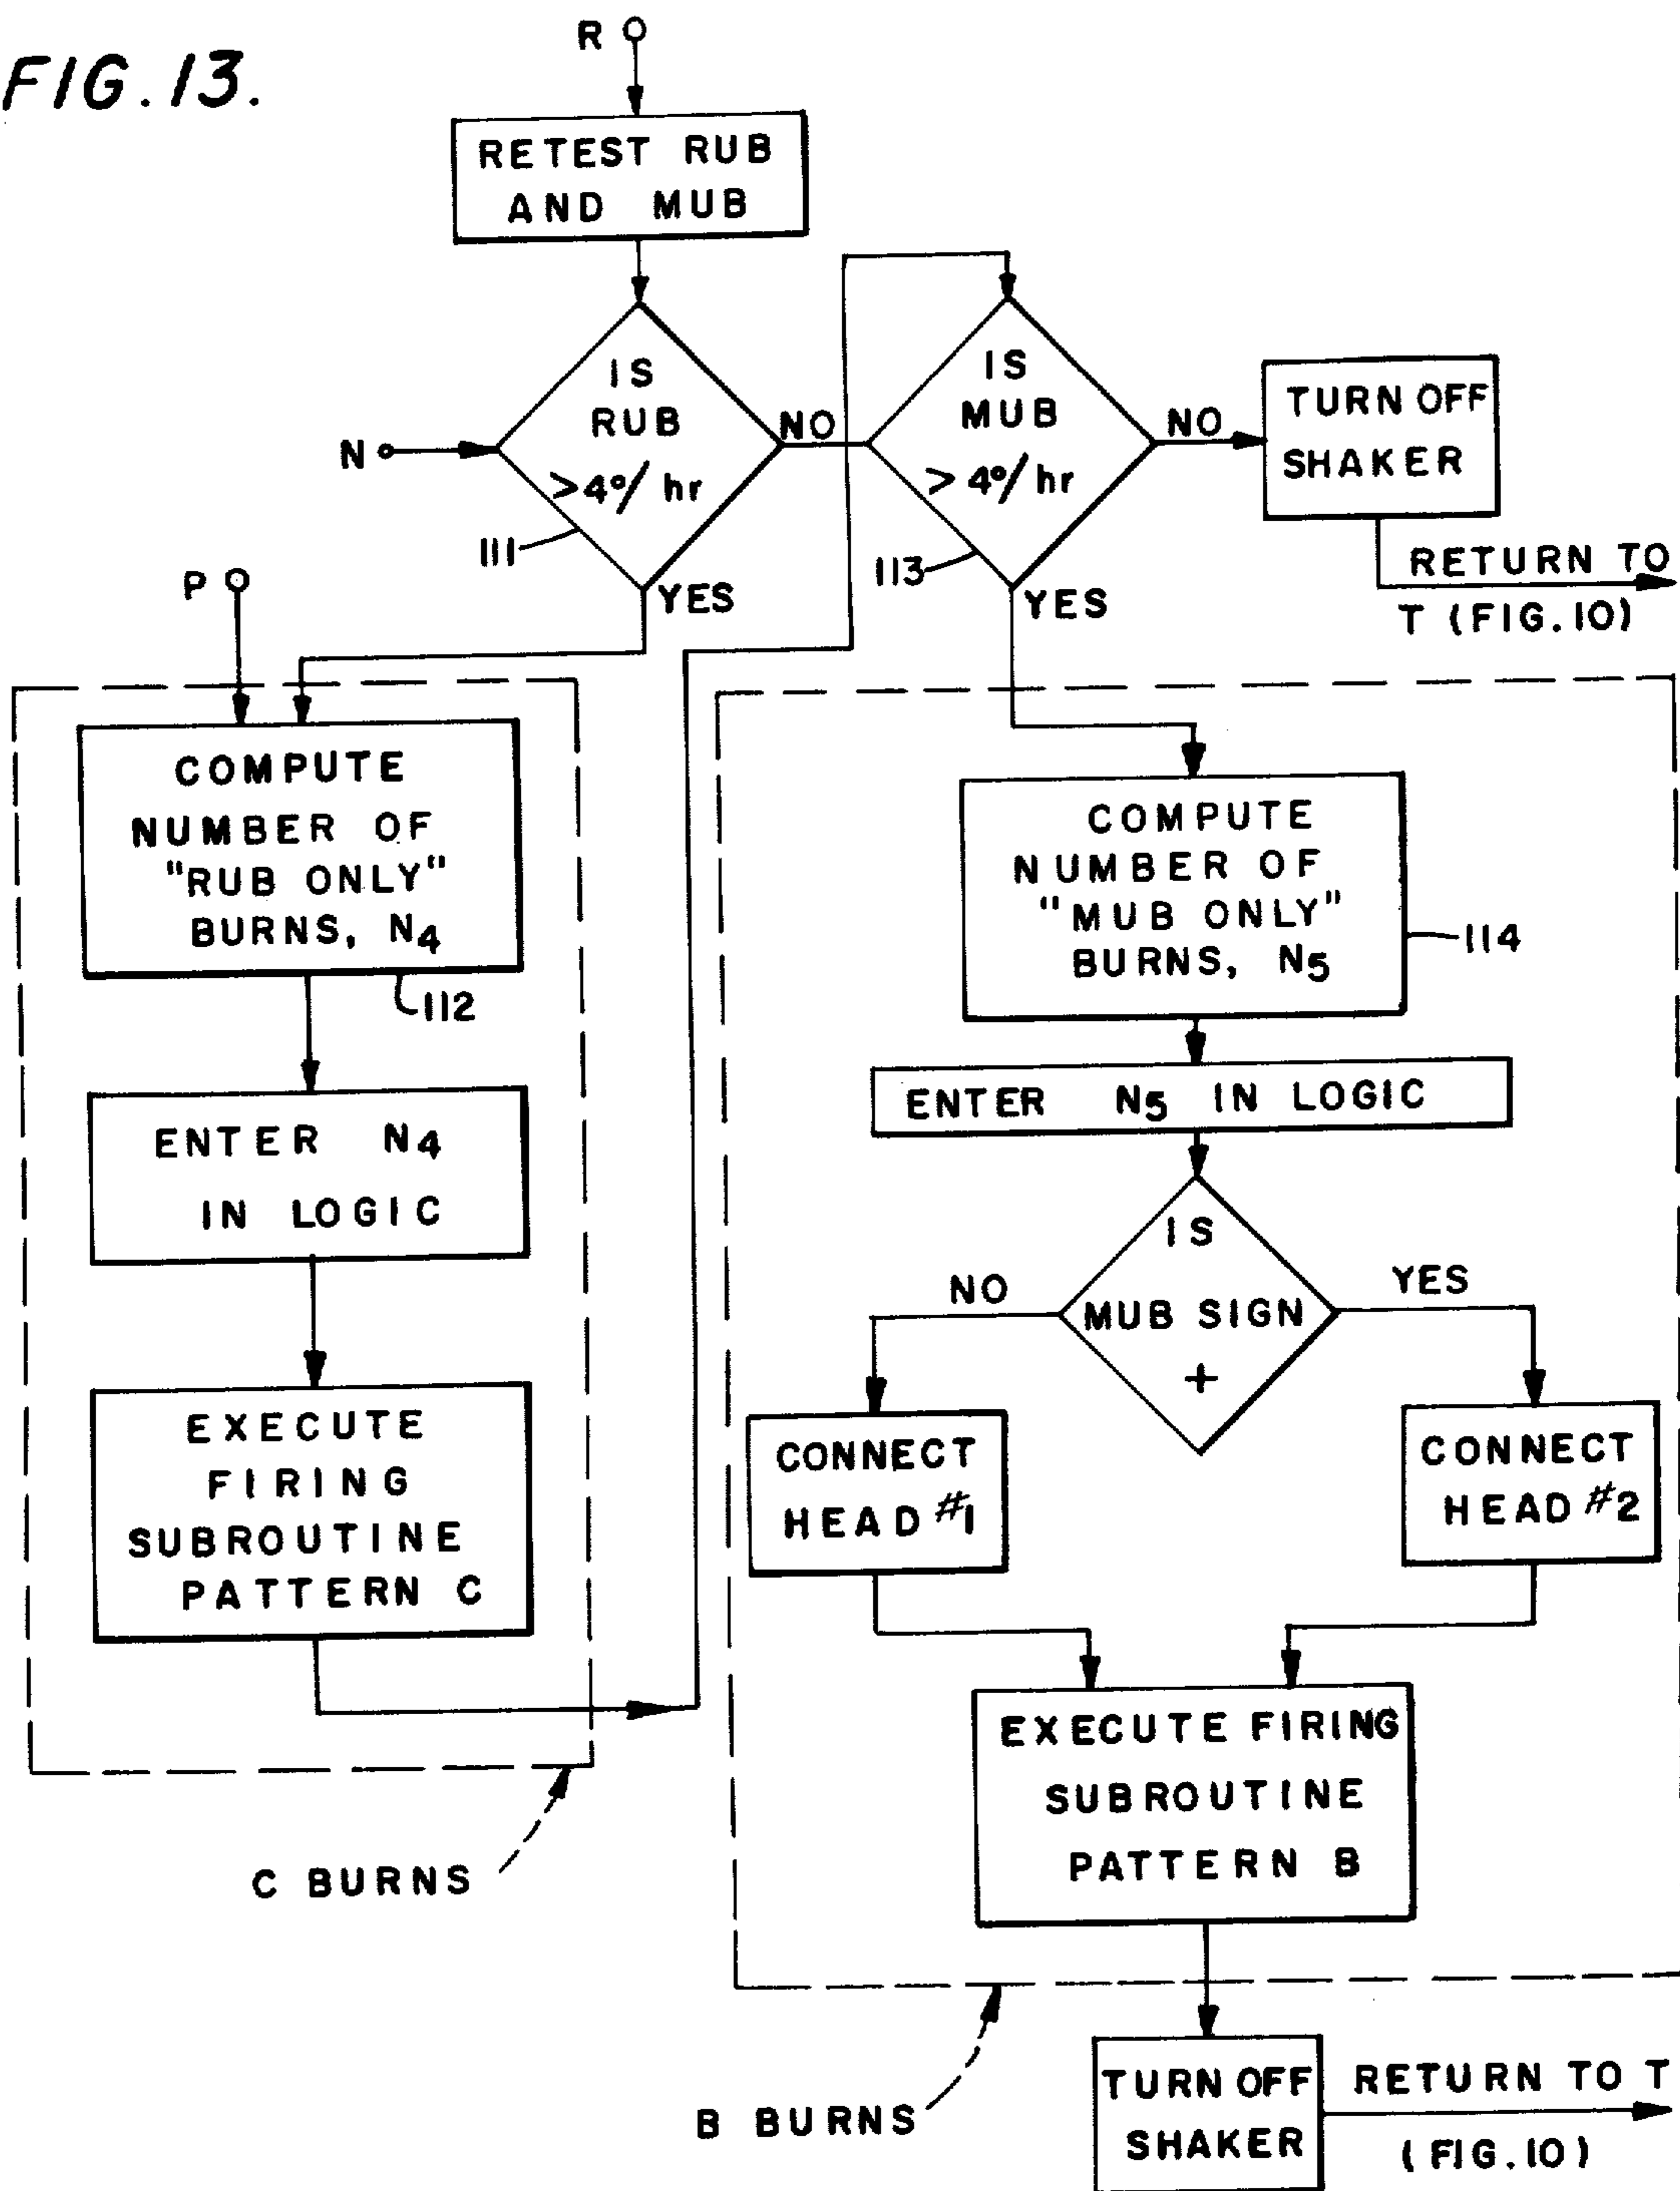 FIG. 13.
R
RETEST RUB
AND MUB
IS
RUB
>4°/hr
N
NO
111
YES
IS
MUB
>4°/hr
NO
113
YES
TURN OFF
SHAKER
RETURN TO
T (FIG. 10)
P
COMPUTE
NUMBER OF
"RUB ONLY"
BURNS, N4
112
ENTER N4
IN LOGIC
EXECUTE
FIRING
SUBROUTINE
PATTERN C
C BURNS
COMPUTE
NUMBER OF
"MUB ONLY"
BURNS, N5
114
ENTER N5 IN LOGIC
IS
MUB SIGN
+
NO
YES
CONNECT
HEAD #1
CONNECT
HEAD #2
EXECUTE FIRING
SUBROUTINE
PATTERN B
B BURNS
TURN OFF
SHAKER
RETURN TO T
(FIG. 10)